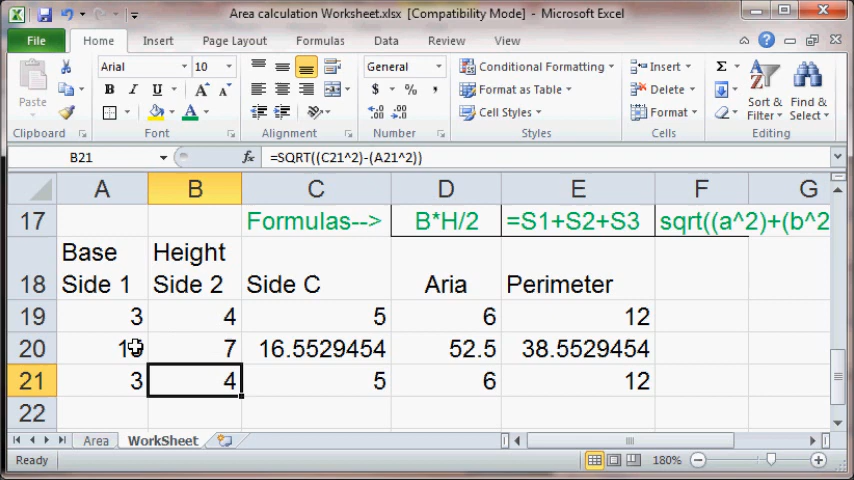 Area calculation Worksheet.xlsx [Compatibility Mode] - Microsoft Excel
File Home Insert Page Layout Formulas Data Review View
Arial 10 General Conditional Formatting Insert Σ
Paste B I U A A $ % , Format as Table Delete Sort & Filter Find & Select
A Cell Styles Format
Clipboard Font Alignment Number Styles Cells Editing
B21 fx =SQRT((C21^2)-(A21^2))
A B C D E F G
17 Formulas--> B*H/2 =S1+S2+S3 sqrt((a^2)+(b^2
Base Height
18 Side 1 Side 2 Side C Aria Perimeter
19 3 4 5 6 12
20 7 16.5529454 52.5 38.5529454
21 3 4 5 6 12
22
Area WorkSheet
Ready 180%